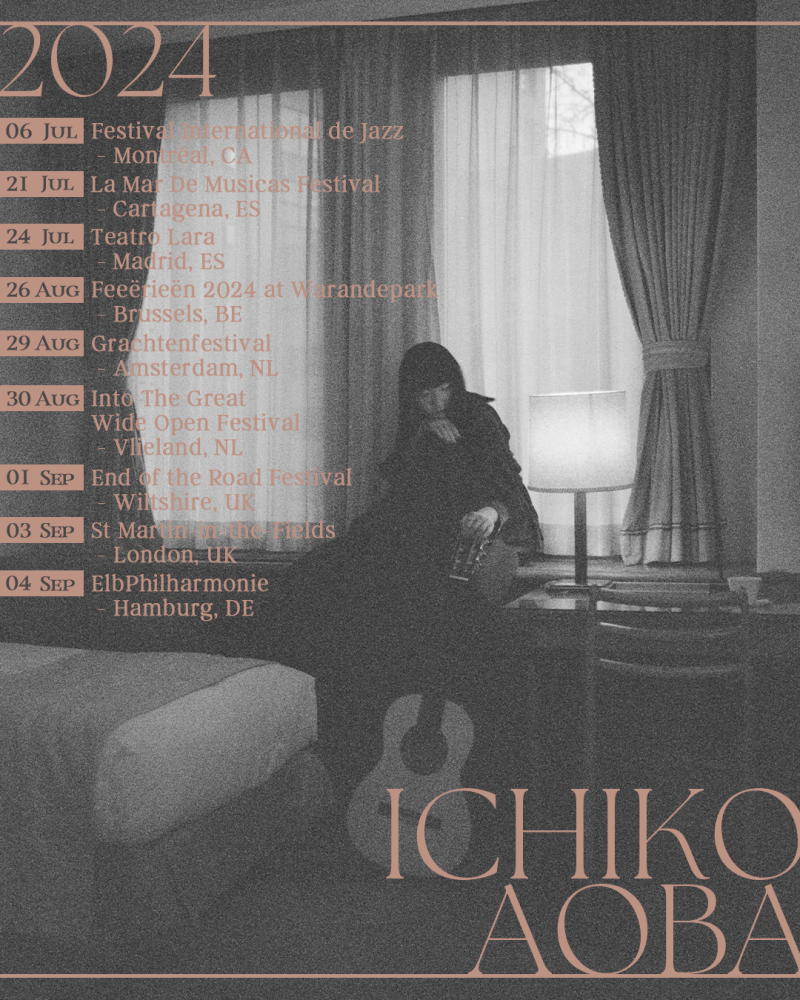 2024
06 JUL Festival International de Jazz
- Montréal, CA
21 JUL La Mar De Musicas Festival
- Cartagena, ES
24 JUL Teatro Lara
- Madrid, ES
26 AUG Feeërieën 2024 at Warandepark
- Brussels, BE
29 AUG Grachtenfestival
- Amsterdam, NL
30 AUG Into The Great
Wide Open Festival
- Vlieland, NL
01 SEP End of the Road Festival
- Wiltshire, UK
03 SEP St Martin in the Fields
- London, UK
04 SEP ElbPhilharmonie
- Hamburg, DE
ICHIKO
AOBA